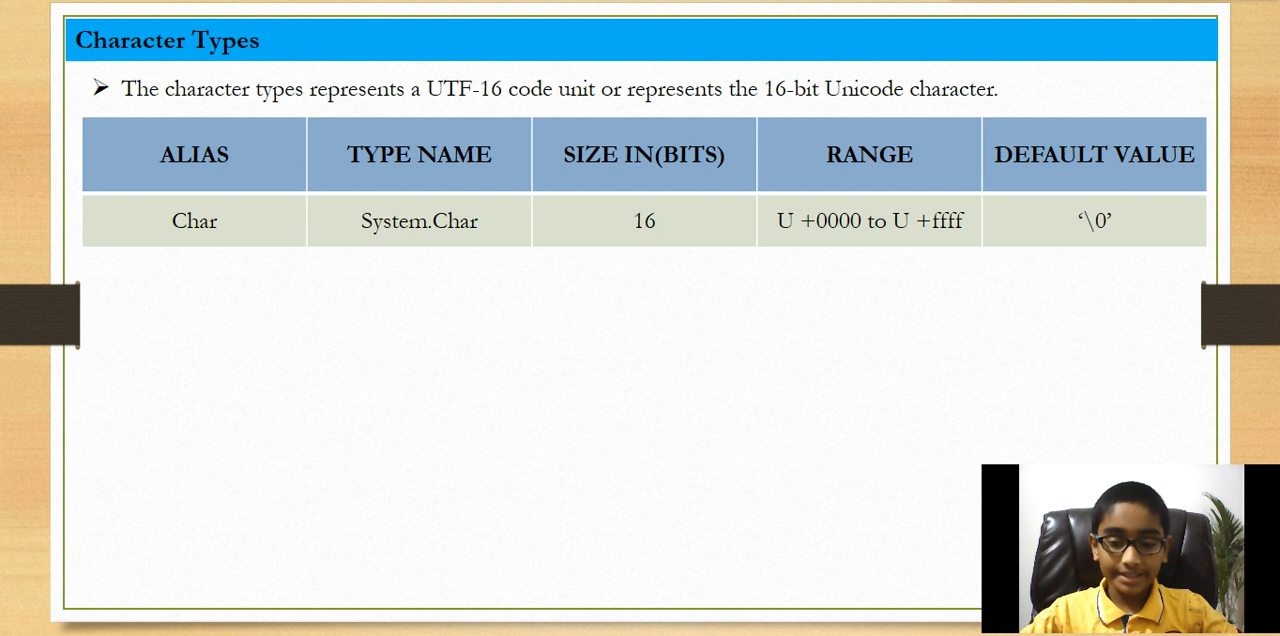 Character Types
➢ The character types represents a UTF-16 code unit or represents the 16-bit Unicode character.
ALIAS TYPE NAME SIZE IN(BITS) RANGE DEFAULT VALUE
Char System.Char 16 U +0000 to U +ffff ‘\0’